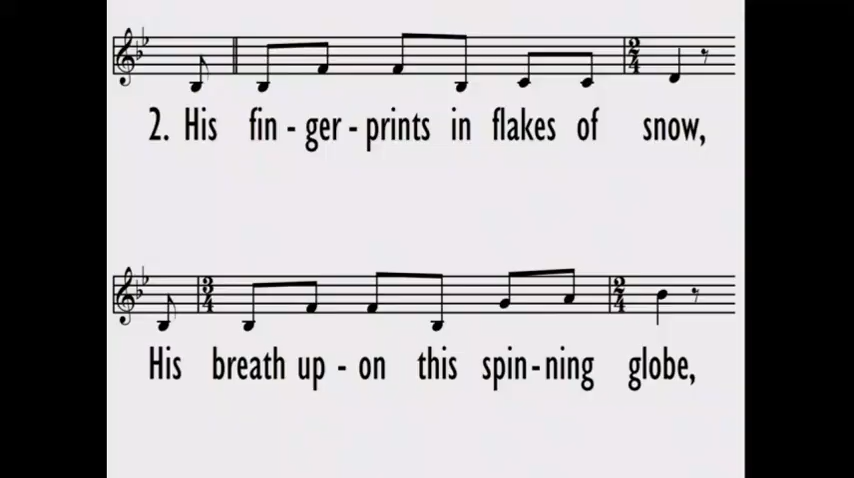 2. His fin - ger - prints in flakes of snow,
His breath up - on this spin - ning globe,